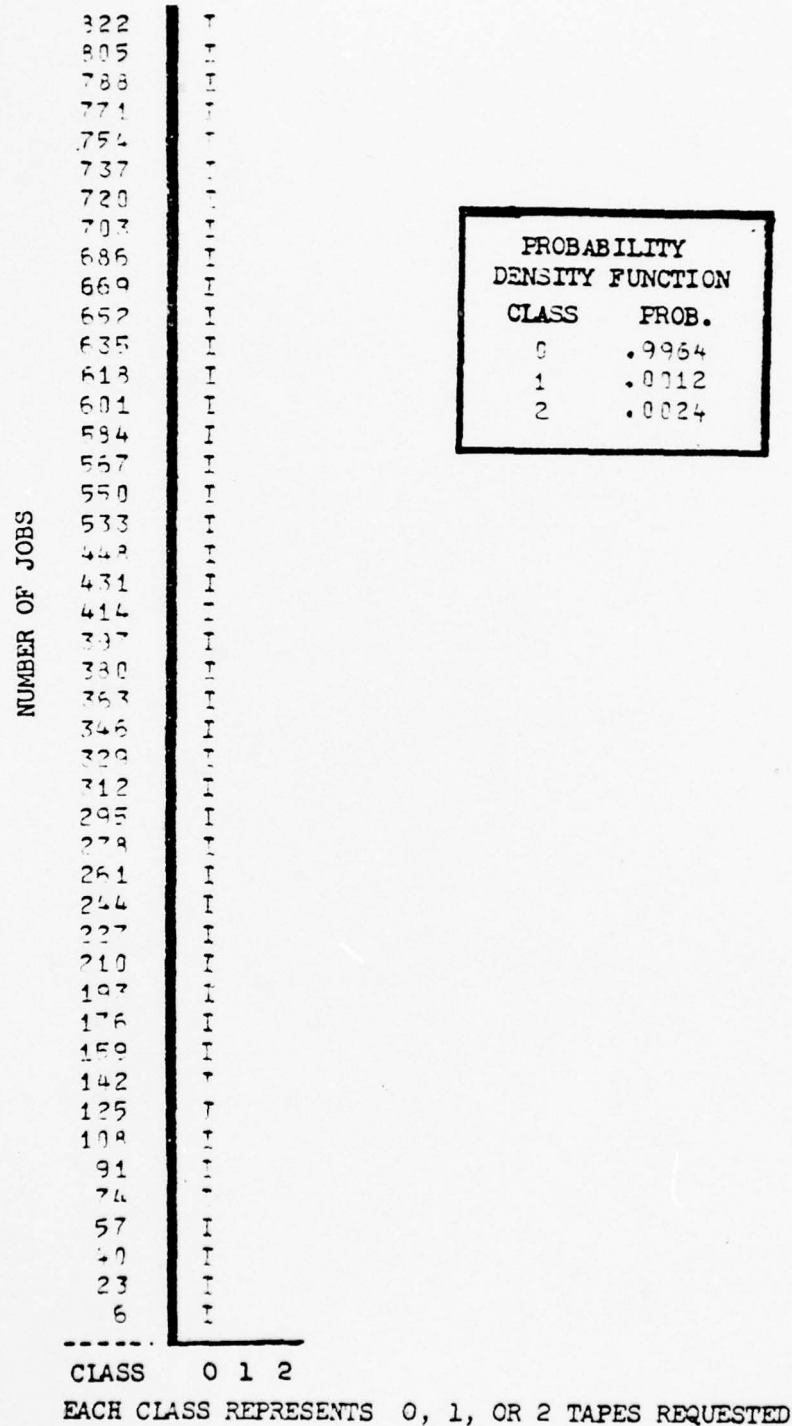 822 I
805 I
788 I
771 I
754 I
737 I
720 I
703 I
686 I
669 I
652 I
635 I
618 I
601 I
584 I
567 I
550 I
533 I
448 I
431 I
414 I
397 I
380 I
363 I
346 I
329 I
312 I
295 I
278 I
261 I
244 I
227 I
210 I
193 I
176 I
159 I
142 I
125 I
108 I
91 I
74 I
57 I
40 I
23 I
6 I
NUMBER OF JOBS
CLASS 0 1 2
EACH CLASS REPRESENTS 0, 1, OR 2 TAPES REQUESTED
PROBABILITY
DENSITY FUNCTION
CLASS PROB.
0 .9964
1 .0012
2 .0024